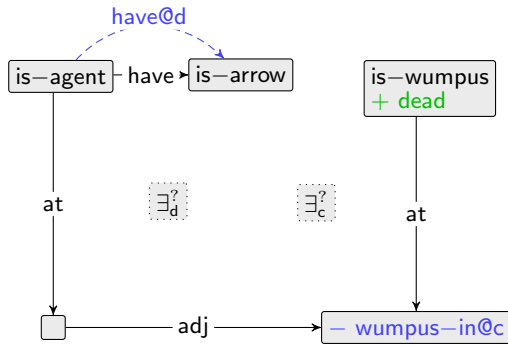 have@d
is−agent
have
is−arrow
is−wumpus
+ dead
at
∃?d
∃?c
at
adj
− wumpus−in@c